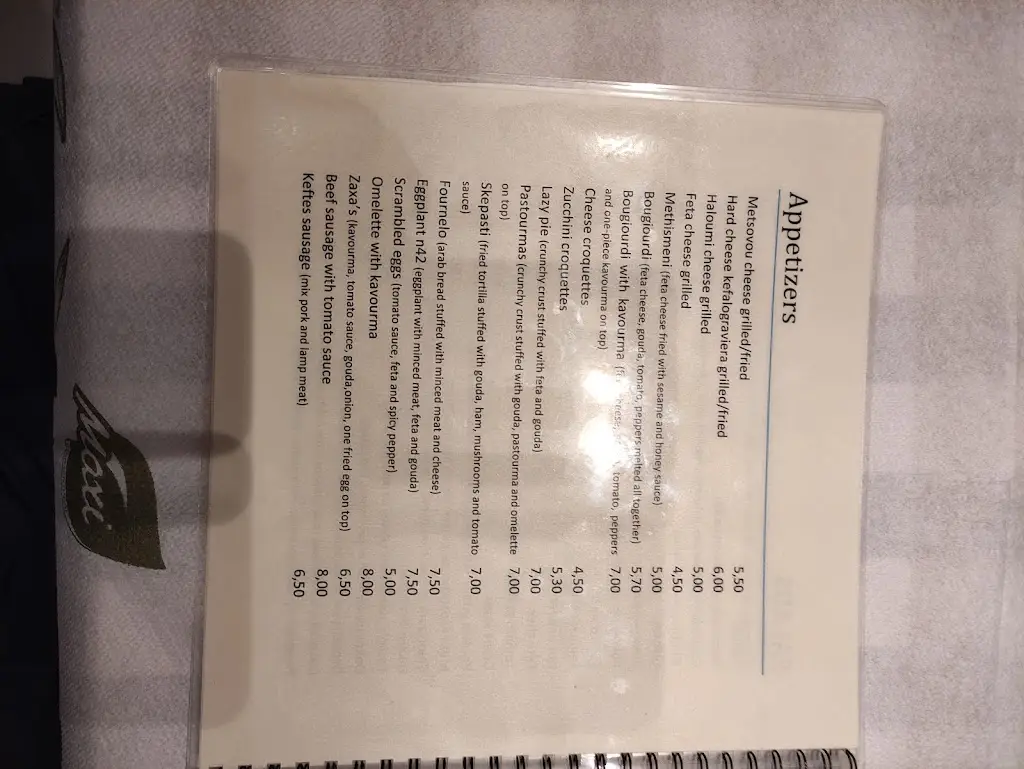 Appetizers
Metsovou cheese grilled/fried 5,50
Hard cheese kefalograviera grilled/fried 6,00
Haloumi cheese grilled 5,00
Feta cheese grilled 4,50
Methismeni (feta cheese fried with sesame and honey sauce) 5,00
Bougiourdi (feta cheese, gouda, tomato, peppers melted all together) 5,70
Bougiourdi with kavourma tomato, peppers 7,00
and one-piece kavourma on top)
Cheese croquettes 4,50
Zucchini croquettes 5,30
Lazy pie (crunchy crust stuffed with feta and gouda) 7,00
Pastourmas (crunchy crust stuffed with gouda, pastourma and omelette 7,00
on top)
Skepasti (fried tortilla stuffed with gouda, ham, mushrooms and tomato 7,00
sauce)
Fournelo (arab bread stuffed with minced meat and cheese) 7,50
Eggplant n42 (eggplant with minced meat, feta and gouda) 7,50
Scrambled eggs (tomato sauce, feta and spicy pepper) 5,00
Omelette with kavourma 8,00
Zaxa's (kavourma, tomato sauce, gouda,onion, one fried egg on top) 6,50
Beef sausage with tomato sauce 8,00
Keftes sausage (mix pork and lamp meat) 6,50